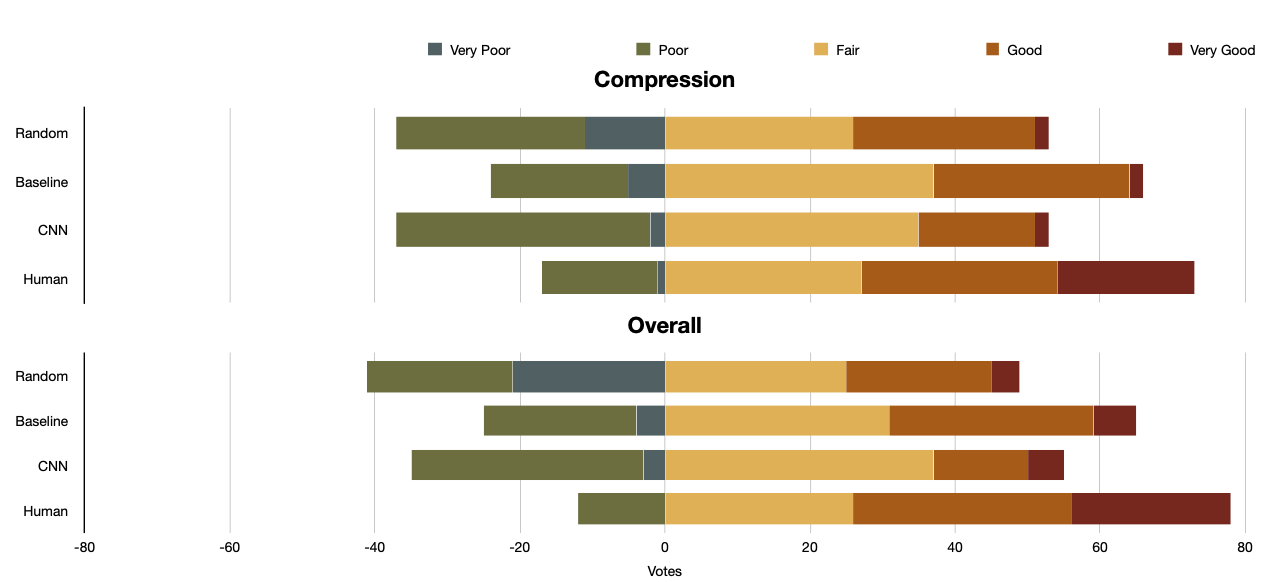 Very Poor Poor Fair Good Very Good
Compression
Random
Baseline
CNN
Human
Overall
Random
Baseline
CNN
Human
-80 -60 -40 -20 0 20 40 60 80
Votes